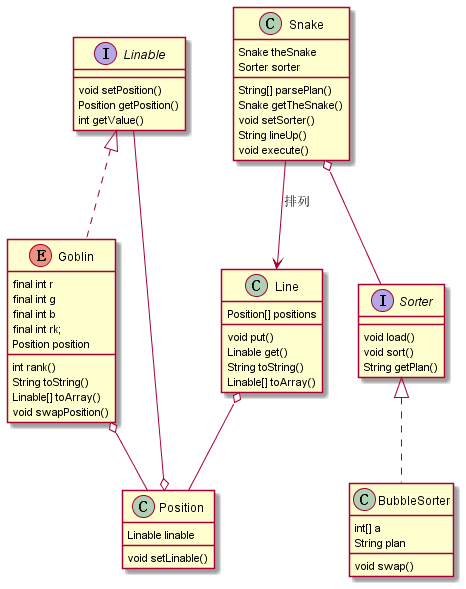 C Snake
Snake theSnake
Sorter sorter
String[] parsePlan()
Snake getTheSnake()
void setSorter()
String lineUp()
void execute()
I Linable
void setPosition()
Position getPosition()
int getValue()
排列
E Goblin
final int r
final int g
final int b
final int rk;
Position position
int rank()
String toString()
Linable[] toArray()
void swapPosition()
C Line
Position[] positions
void put()
Linable get()
String toString()
Linable[] toArray()
I Sorter
void load()
void sort()
String getPlan()
C Position
Linable linable
void setLinable()
C BubbleSorter
int[] a
String plan
void swap()